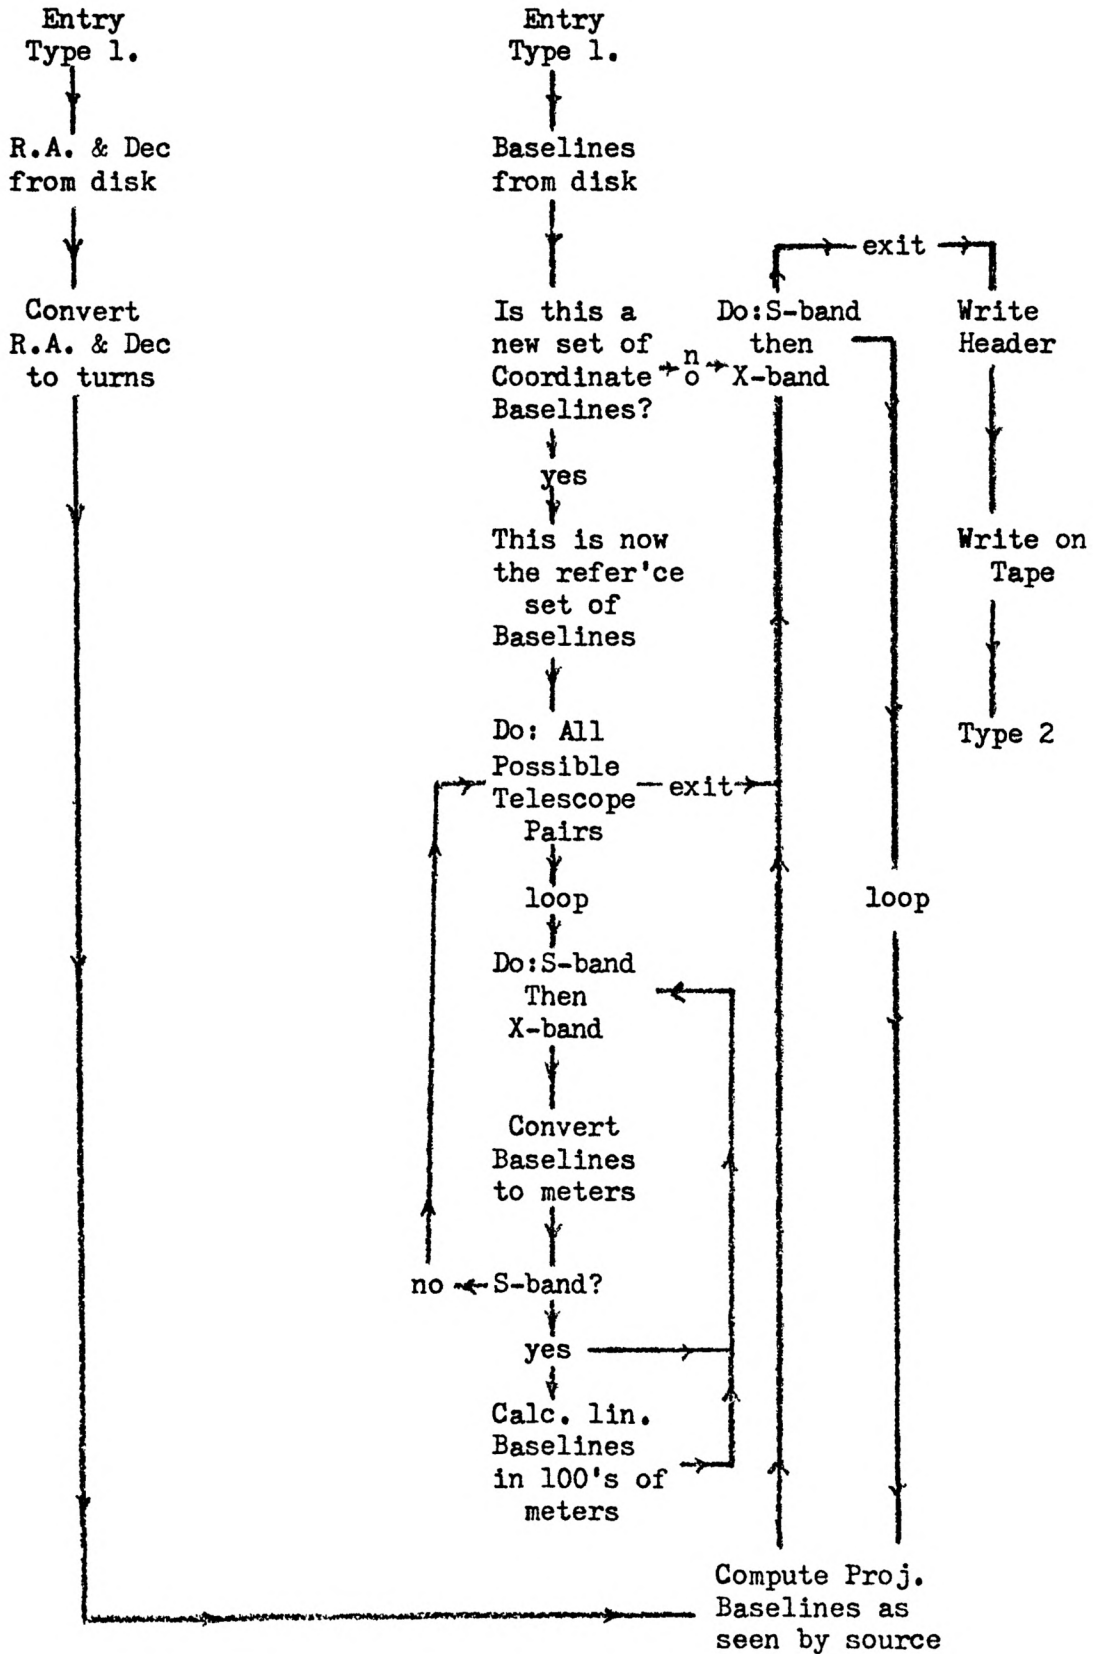 Entry
Type 1.
R.A. & Dec
from disk
Convert
R.A. & Dec
to turns
Entry
Type 1.
Baselines
from disk
Is this a
new set of
Coordinate
Baselines?
no
yes
This is now
the refer'ce
set of
Baselines
Do: All
Possible
Telescope
Pairs
exit
loop
Do:S-band
Then
X-band
Convert
Baselines
to meters
S-band?
no
yes
Calc. lin.
Baselines
in 100's of
meters
Do:S-band
then
X-band
exit
loop
Write
Header
Write on
Tape
Type 2
Compute Proj.
Baselines as
seen by source